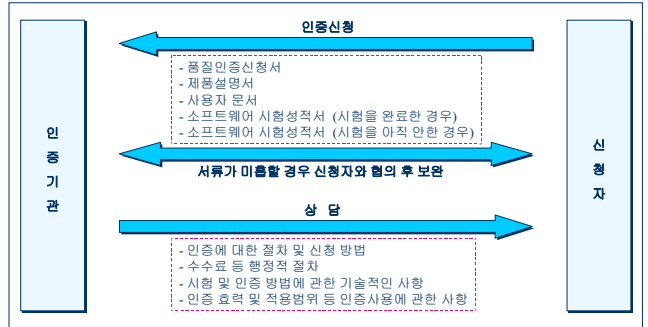 인증신청
- 품질인증신청서
- 제품설명서
- 사용자 문서
- 소프트웨어 시험성적서 (시험을 완료한 경우)
- 소프트웨어 시험성적서 (시험을 아직 안한 경우)
인
증
기
관
신
청
자
서류가 미흡할 경우 신청자와 협의 후 보완
상 담
- 인증에 대한 절차 및 신청 방법
- 수수료 등 행정적 절차
- 시험 및 인증 방법에 관한 기술적인 사항
- 인증 효력 및 적용범위 등 인증사용에 관한 사항